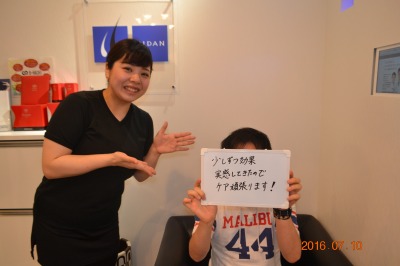 DAN
少しずつ効果
実感してきたので
ケア頑張ります!
MALIBU
44
2016.07.10